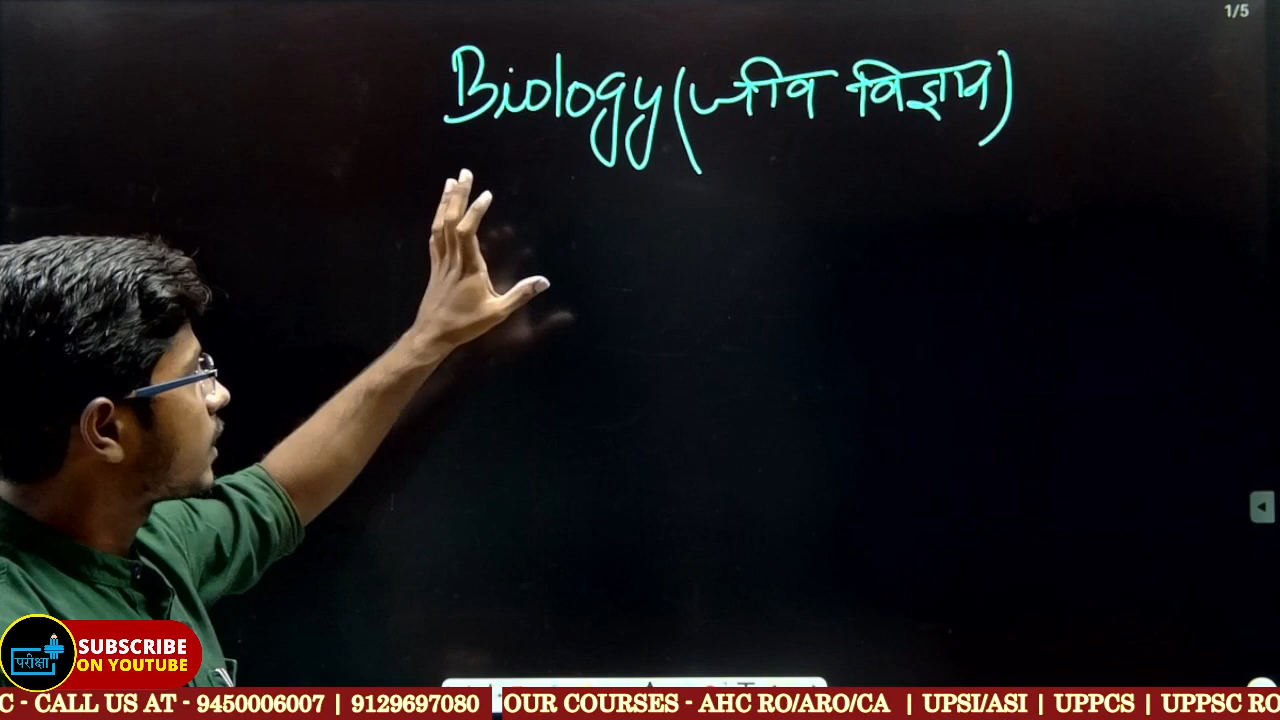 1/5
Biology (जीव विज्ञान)
परीक्षा
SUBSCRIBE
ON YOUTUBE
C - CALL US AT - 9450006007 | 9129697080 OUR COURSES - AHC RO/ARO/CA | UPSI/ASI | UPPCS | UPPSC RO